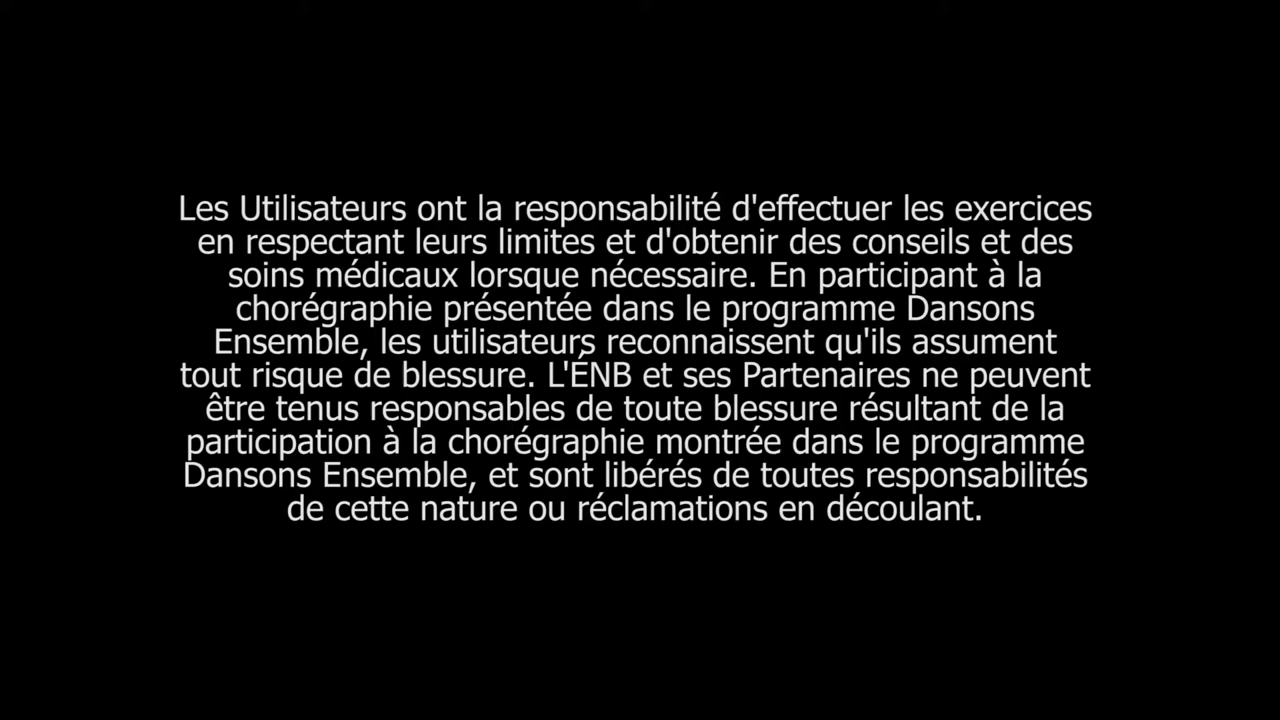 Les Utilisateurs ont la responsabilité d'effectuer les exercices
en respectant leurs limites et d'obtenir des conseils et des
soins médicaux lorsque nécessaire. En participant à la
chorégraphie présentée dans le programme Dansons
Ensemble, les utilisateurs reconnaissent qu'ils assument
tout risque de blessure. L'ÉNB et ses Partenaires ne peuvent
être tenus responsables de toute blessure résultant de la
participation à la chorégraphie montrée dans le programme
Dansons Ensemble, et sont libérés de toutes responsabilités
de cette nature ou réclamations en découlant.